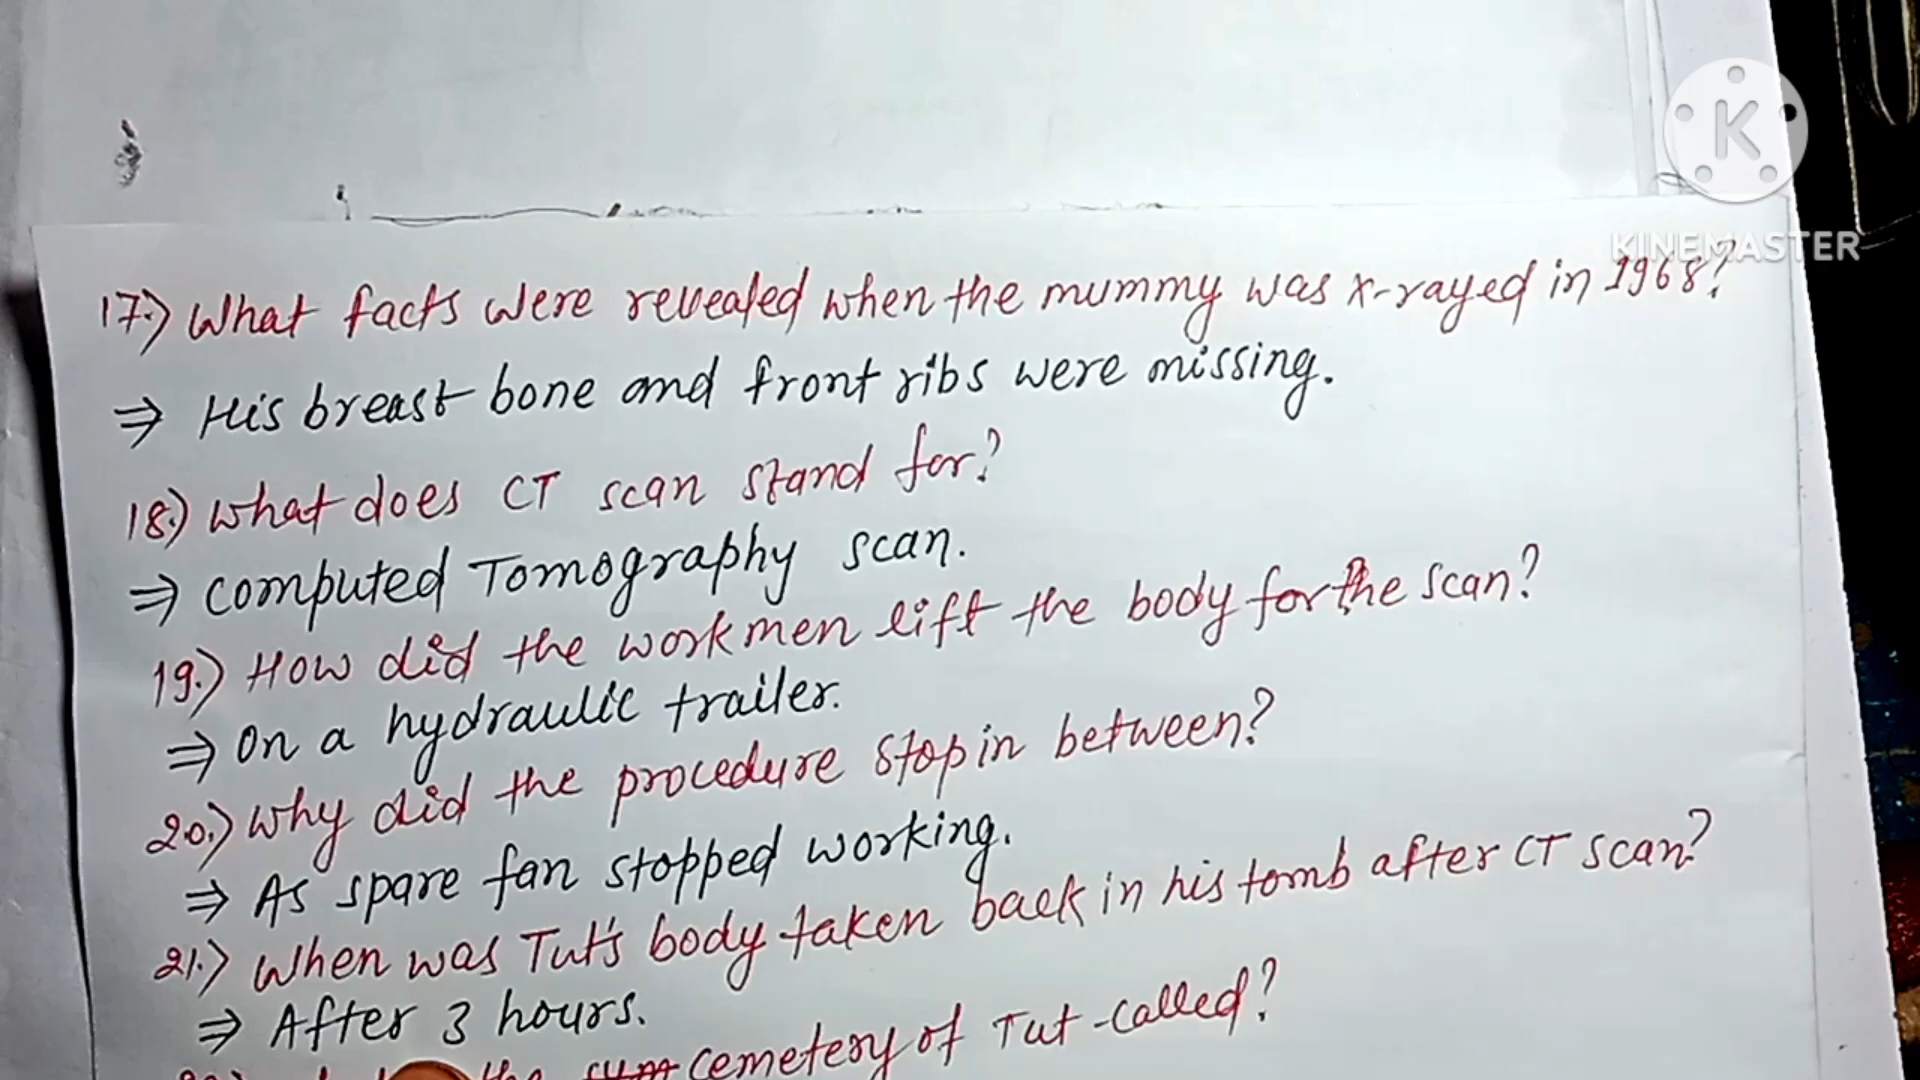 K
KINEMASTER
17.) What facts were revealed when the mummy was x-rayed in 1968?
⇒ His breast bone and front ribs were missing.
18.) What does CT scan stand for?
⇒ Computed Tomography scan.
19.) How did the workmen lift the body for the scan?
⇒ On a hydraulic trailer.
20.) Why did the procedure stop in between?
⇒ As spare fan stopped working.
21.) When was Tut's body taken back in his tomb after CT scan?
⇒ After 3 hours.
the cemetery of Tut called?